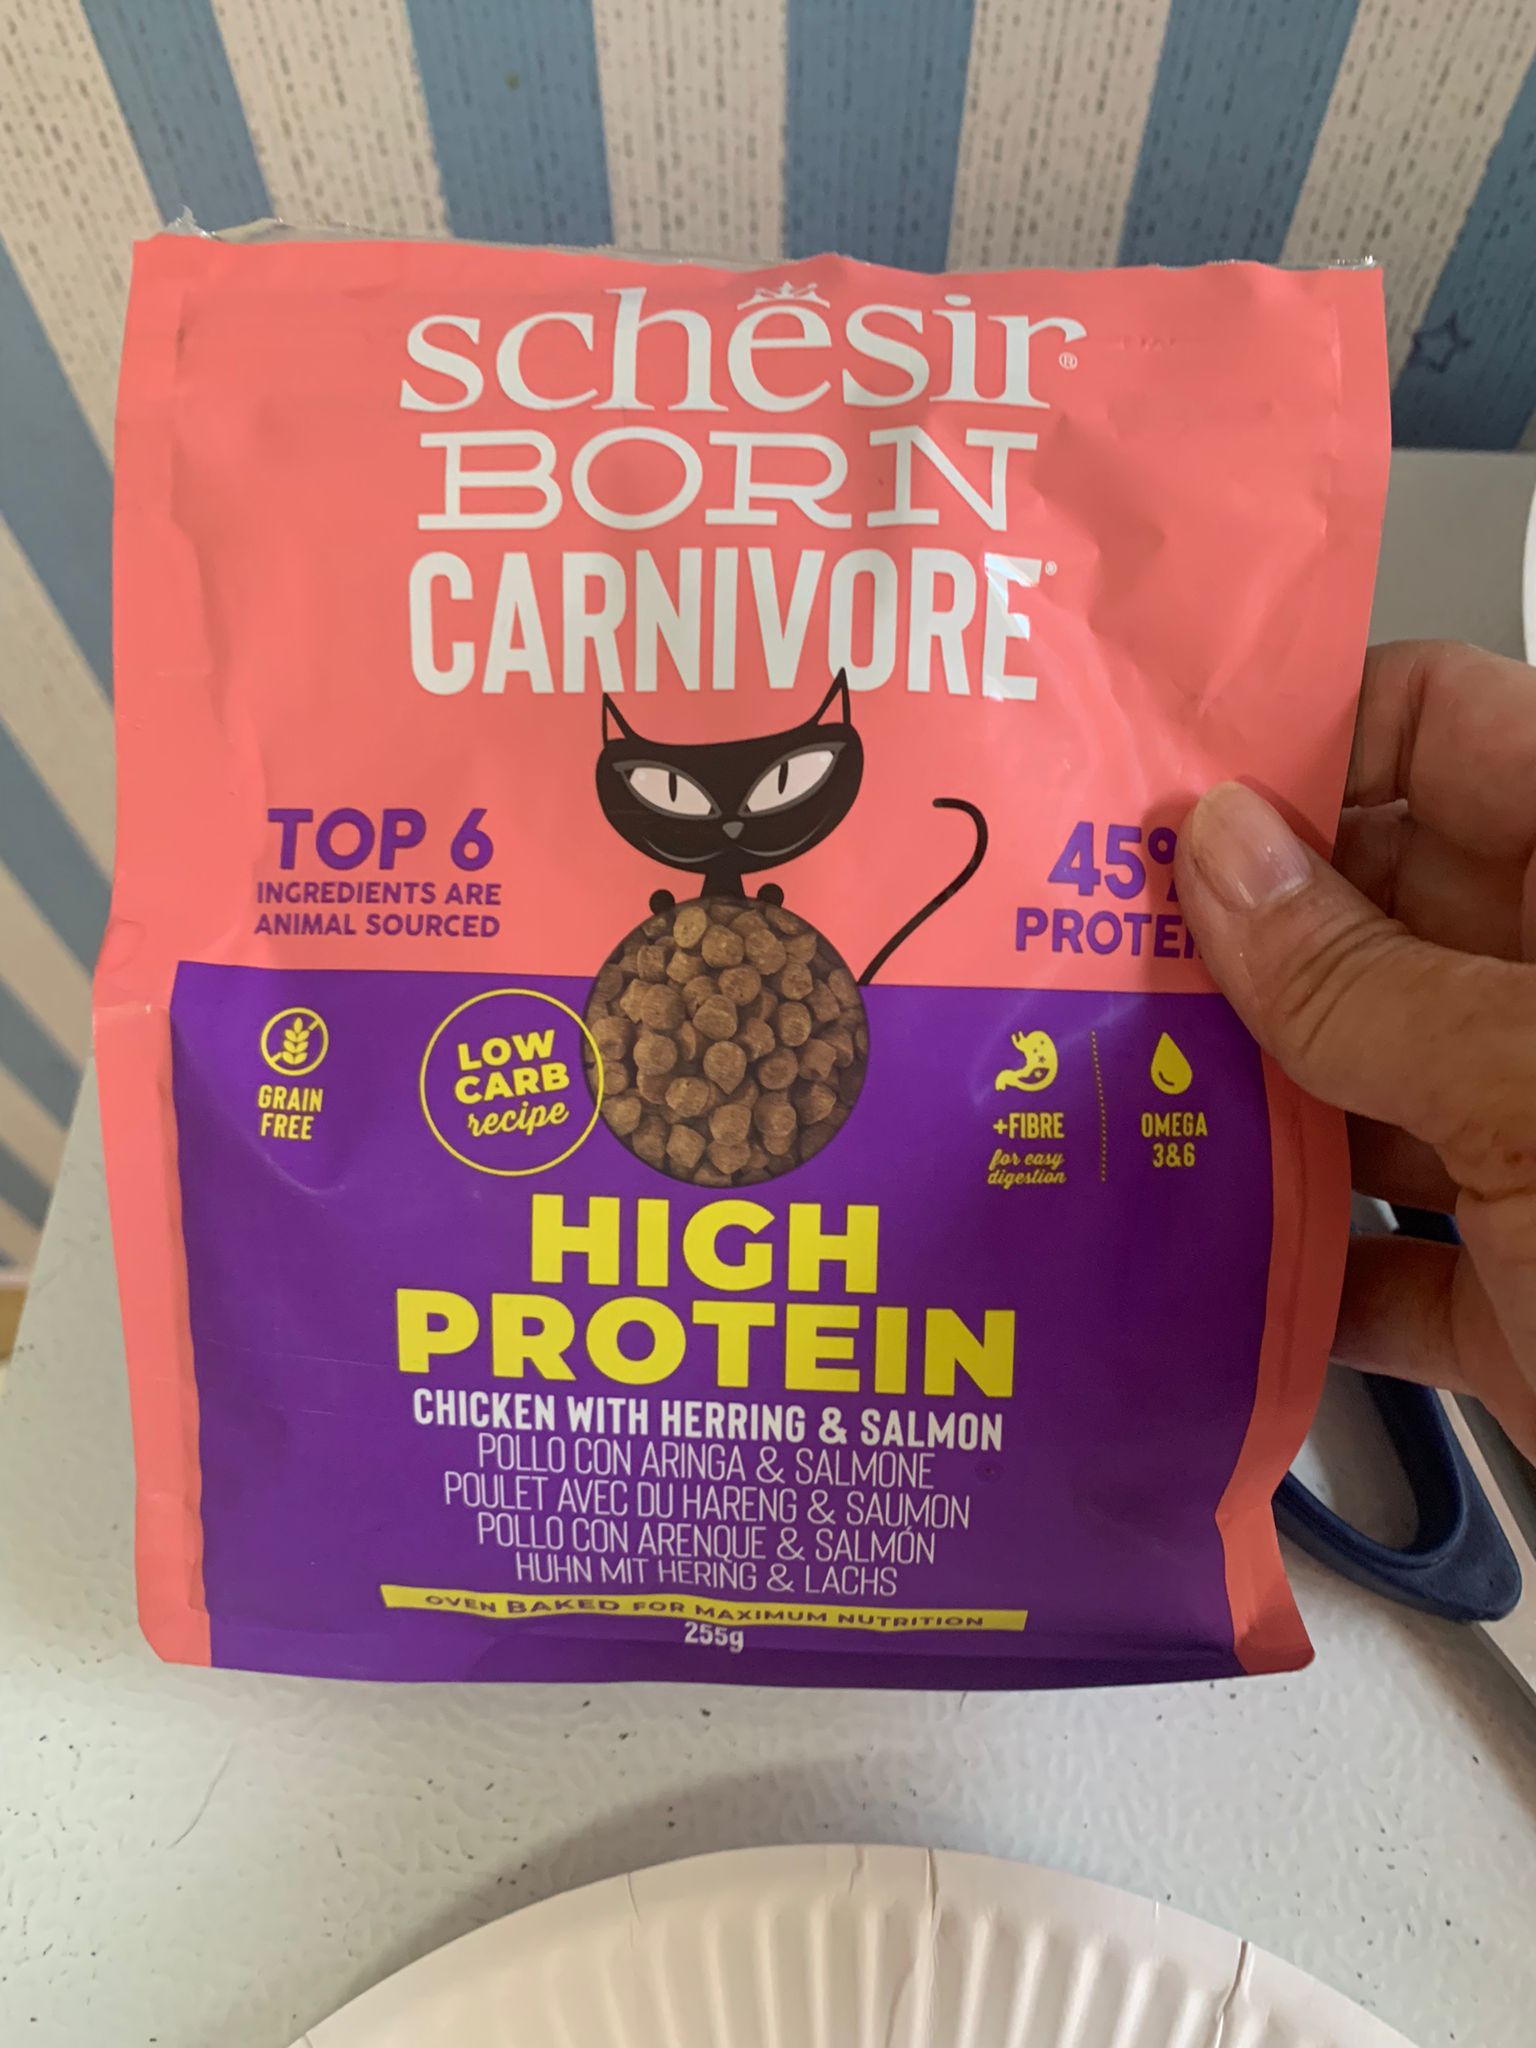 schesir®
BORN
CARNIVORE®
TOP 6
INGREDIENTS ARE
ANIMAL SOURCED
45%
GRAIN
FREE
LOW
CARB
recipe
+FIBRE
for easy
digestion
OMEGA
3&6
HIGH
PROTEIN
CHICKEN WITH HERRING & SALMON
POLLO CON ARINGA & SALMONE
POULET AVEC DU HARENG & SAUMON
POLLO CON ARENQUE & SALMÓN
HUHN MIT HERING & LACHS
OVEN BAKED FOR MAXIMUM NUTRITION
255g